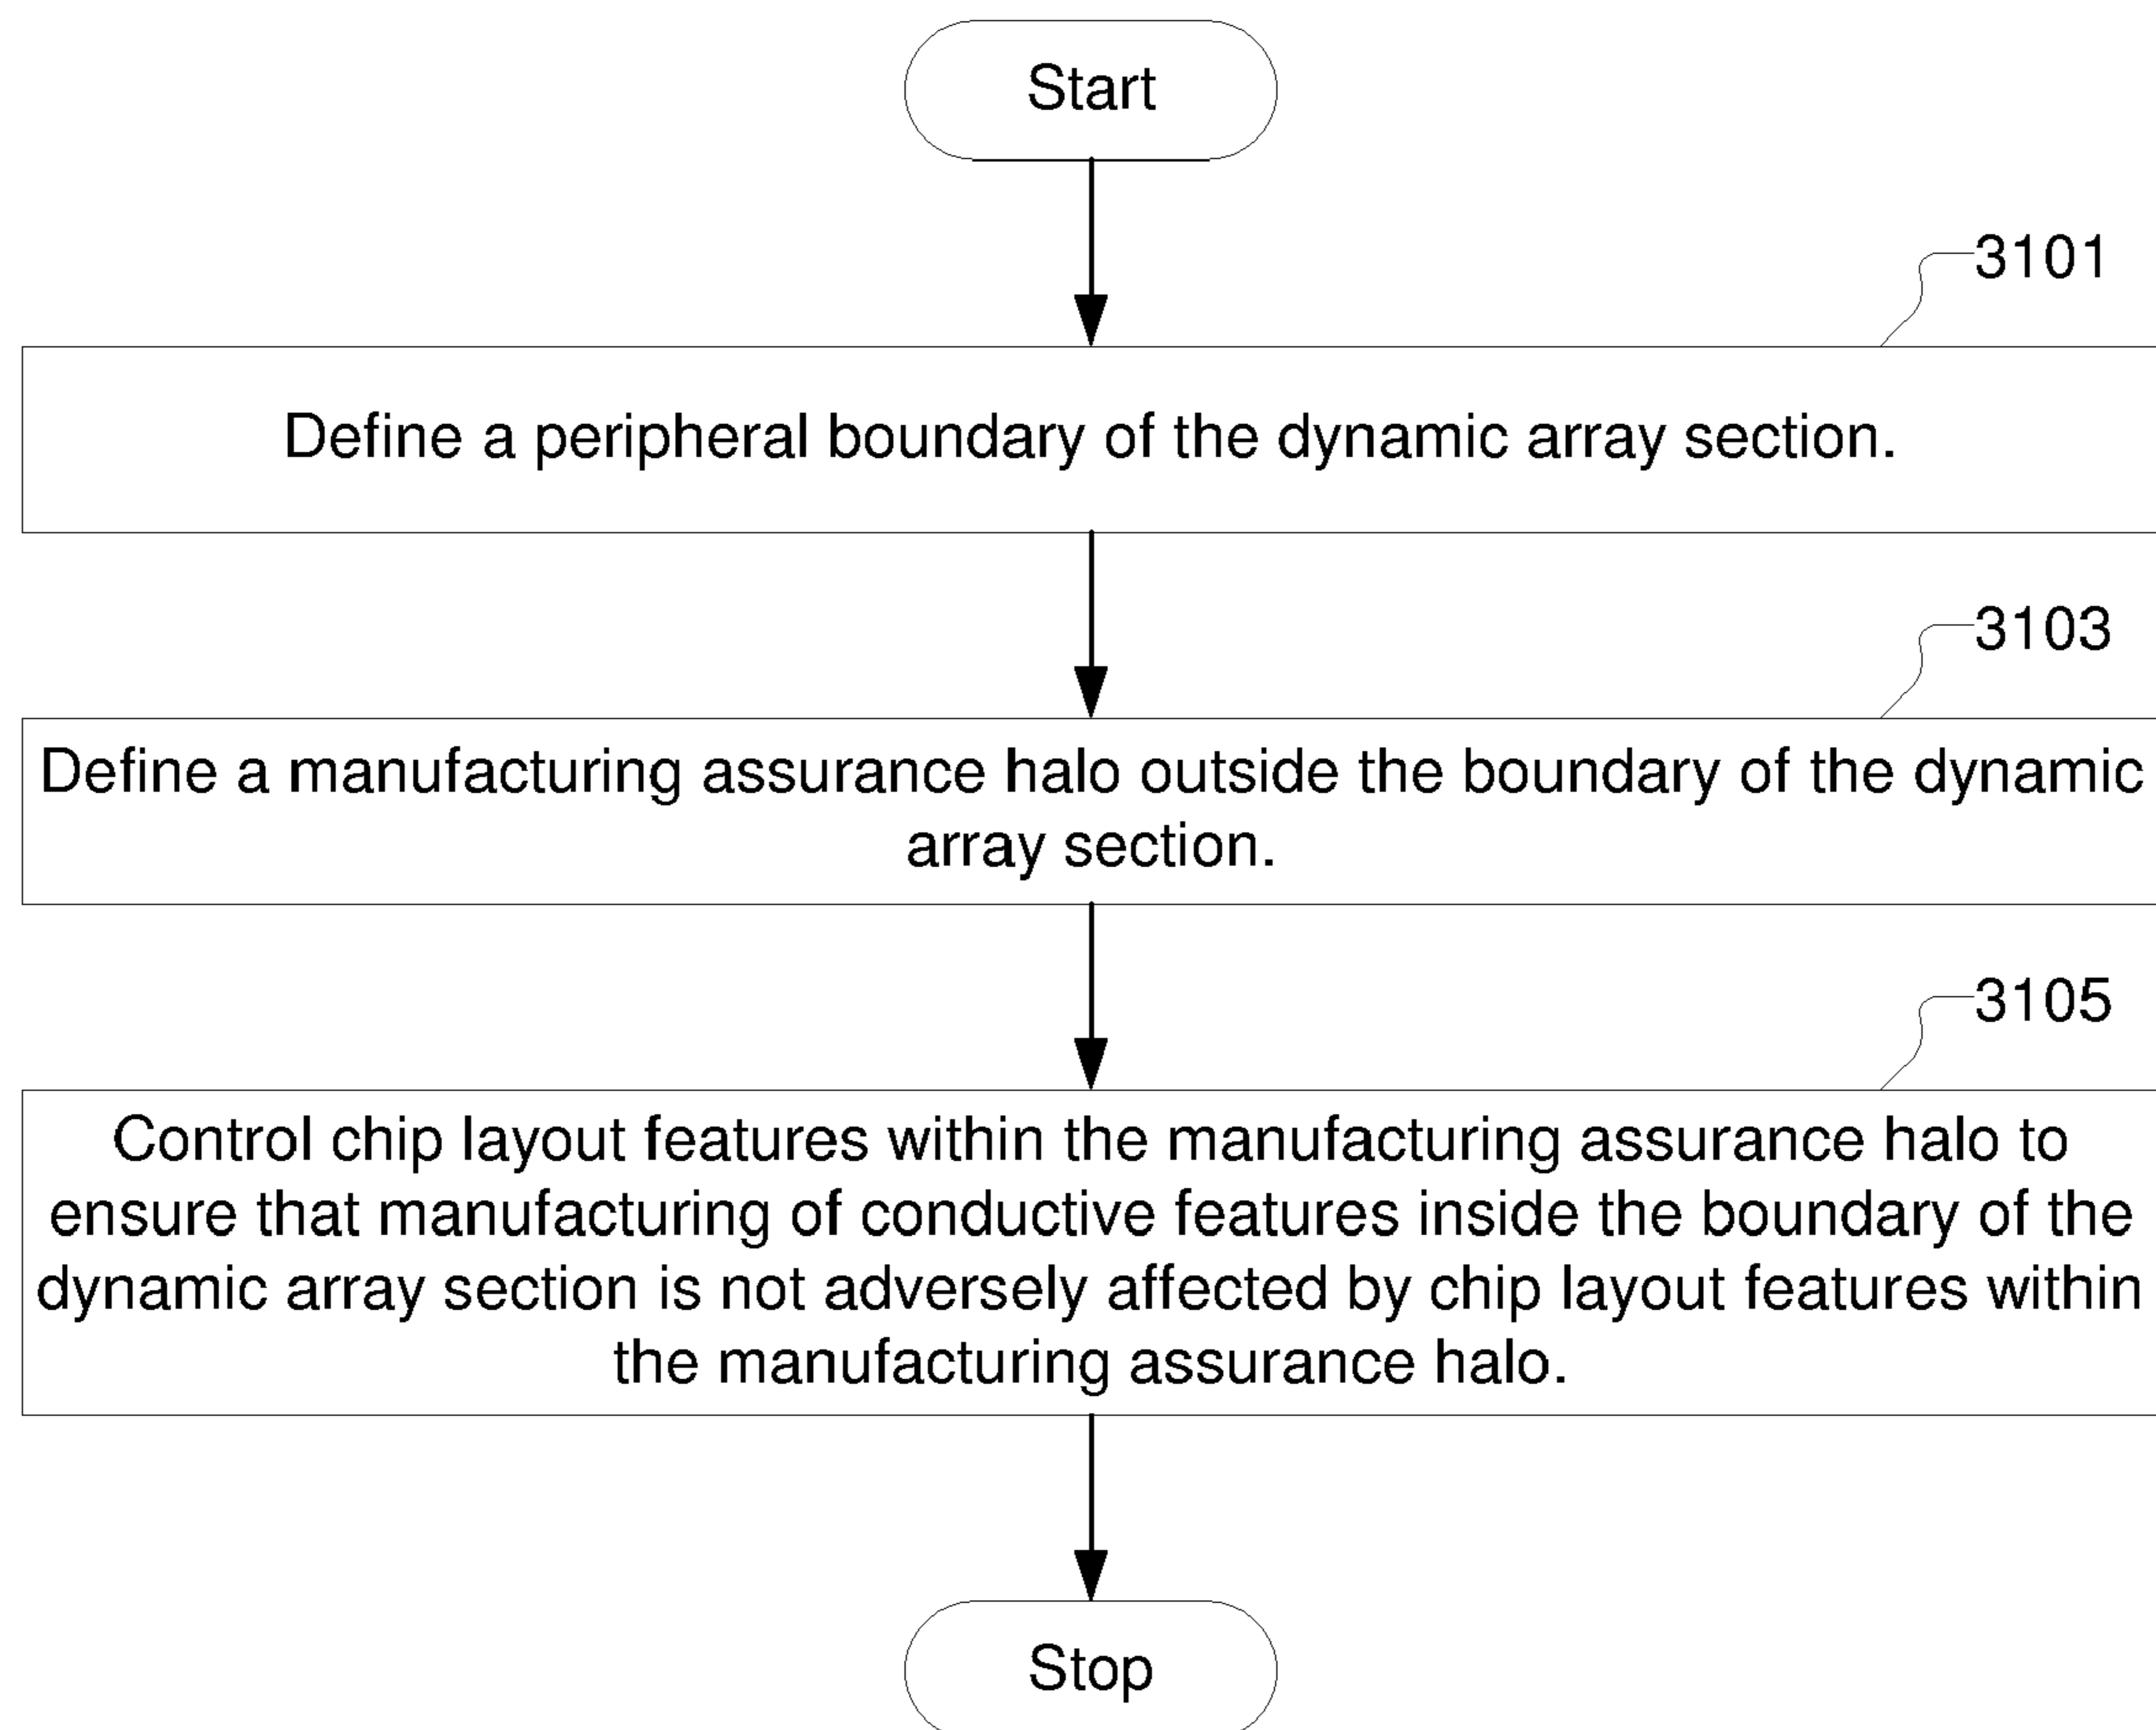 Start
3101
Define a peripheral boundary of the dynamic array section.
3103
Define a manufacturing assurance halo outside the boundary of the dynamic
array section.
3105
Control chip layout features within the manufacturing assurance halo to
ensure that manufacturing of conductive features inside the boundary of the
dynamic array section is not adversely affected by chip layout features within
the manufacturing assurance halo.
Stop